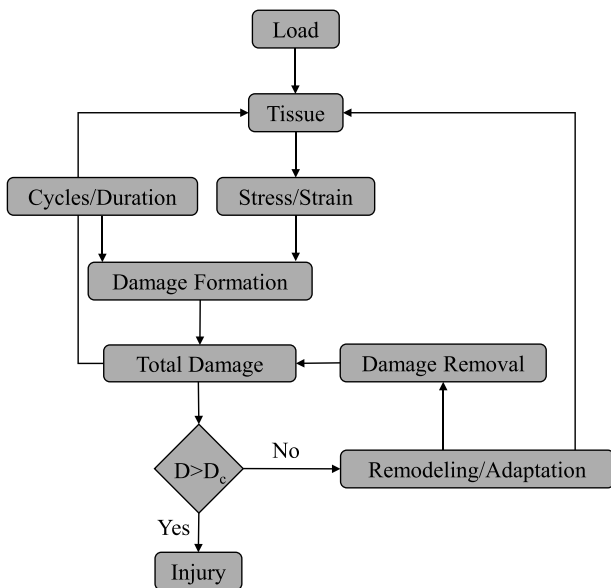 Load
Tissue
Cycles/Duration
Stress/Strain
Damage Formation
Total Damage
Damage Removal
D>Dc
No
Remodeling/Adaptation
Yes
Injury